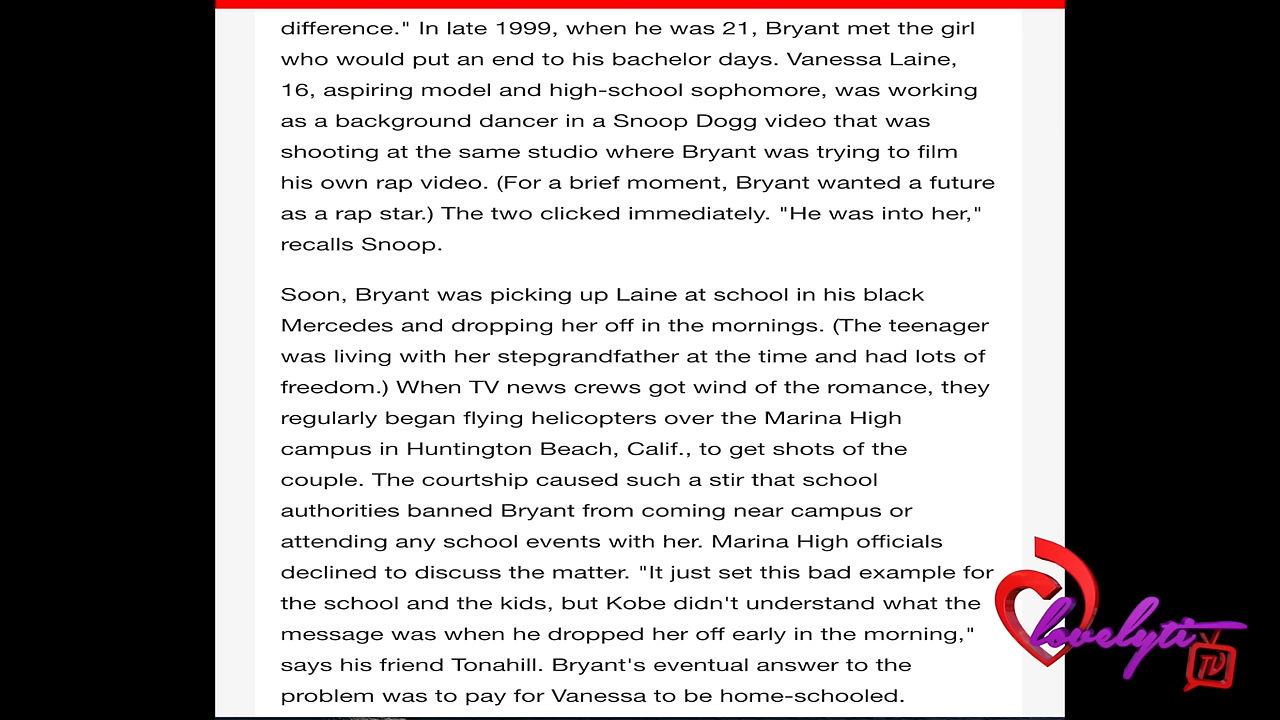 difference." In late 1999, when he was 21, Bryant met the girl
who would put an end to his bachelor days. Vanessa Laine,
16, aspiring model and high-school sophomore, was working
as a background dancer in a Snoop Dogg video that was
shooting at the same studio where Bryant was trying to film
his own rap video. (For a brief moment, Bryant wanted a future
as a rap star.) The two clicked immediately. "He was into her,"
recalls Snoop.
Soon, Bryant was picking up Laine at school in his black
Mercedes and dropping her off in the mornings. (The teenager
was living with her stepgrandfather at the time and had lots of
freedom.) When TV news crews got wind of the romance, they
regularly began flying helicopters over the Marina High
campus in Huntington Beach, Calif., to get shots of the
couple. The courtship caused such a stir that school
authorities banned Bryant from coming near campus or
attending any school events with her. Marina High officials
declined to discuss the matter. "It just set this bad example for
the school and the kids, but Kobe didn't understand what the
message was when he dropped her off early in the morning,"
says his friend Tonahill. Bryant's eventual answer to the
problem was to pay for Vanessa to be home-schooled.
lovelyti
TV